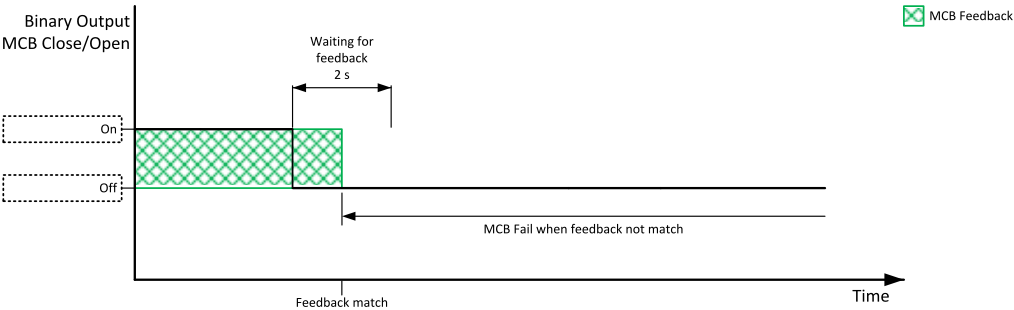 Binary Output
MCB Close/Open
MCB Feedback
Waiting for
feedback
2 s
On
Off
MCB Fail when feedback not match
Time
Feedback match